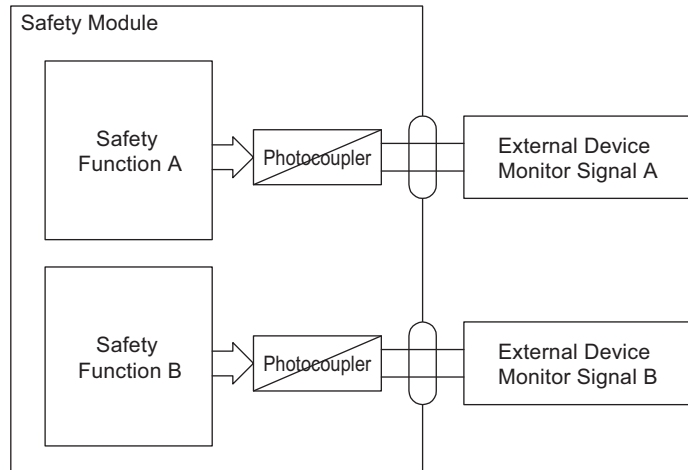 Safety Module
Safety
Function A
Photocoupler
External Device
Monitor Signal A
Safety
Function B
Photocoupler
External Device
Monitor Signal B